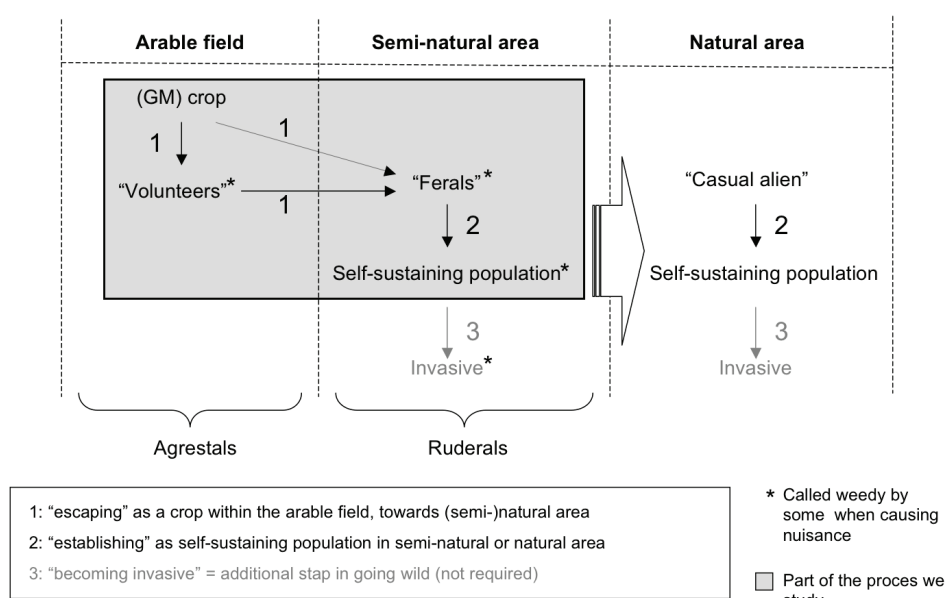 Arable field
Semi-natural area
Natural area
(GM) crop
1
1
“Volunteers”*
1
“Ferals”*
“Casual alien”
2
2
Self-sustaining population*
Self-sustaining population
3
3
Invasive*
Invasive
Agrestals
Ruderals
1: “escaping” as a crop within the arable field, towards (semi-)natural area
2: “establishing” as self-sustaining population in semi-natural or natural area
3: “becoming invasive” = additional stap in going wild (not required)
* Called weedy by
some when causing
nuisance
Part of the proces we